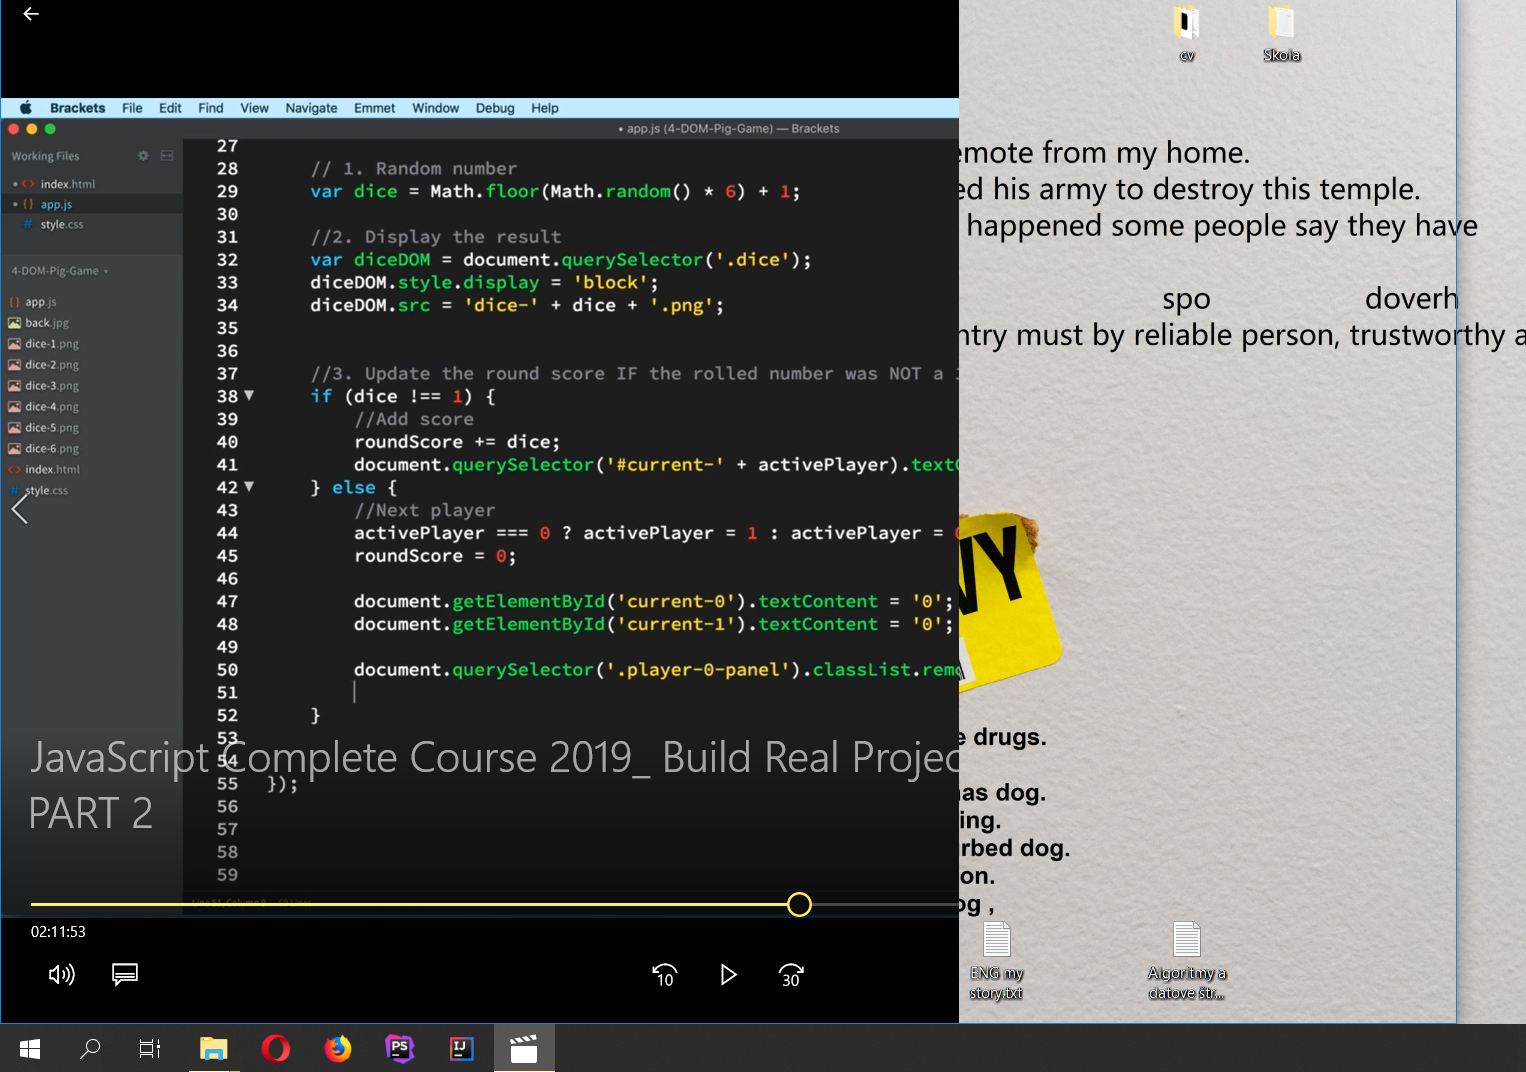 cv
Skola
Brackets File Edit Find View Navigate Emmet Window Debug Help
• app.js (4-DOM-Pig-Game) — Brackets
Working Files
index.html
app.js
style.css
4-DOM-Pig-Game
app.js
back.jpg
dice-1.png
dice-2.png
dice-3.png
dice-4.png
dice-5.png
dice-6.png
index.html
style.css
27
28 // 1. Random number
29 var dice = Math.floor(Math.random() * 6) + 1;
30
31 //2. Display the result
32 var diceDOM = document.querySelector('.dice');
33 diceDOM.style.display = 'block';
34 diceDOM.src = 'dice-' + dice + '.png';
35
36
37 //3. Update the round score IF the rolled number was NOT a
38 if (dice !== 1) {
39 //Add score
40 roundScore += dice;
41 document.querySelector('#current-' + activePlayer).text
42 } else {
43 //Next player
44 activePlayer === 0 ? activePlayer = 1 : activePlayer =
45 roundScore = 0;
46
47 document.getElementById('current-0').textContent = '0';
48 document.getElementById('current-1').textContent = '0';
49
50 document.querySelector('.player-0-panel').classList.rem
51
52 }
53
54
55 });
56
57
58
59
JavaScript Complete Course 2019_ Build Real Projec
PART 2
02:11:53
10
30
emote from my home.
ed his army to destroy this temple.
happened some people say they have
spo doverh
ntry must by reliable person, trustworthy a
VY
e drugs.
as dog.
ing.
rbed dog.
on.
og ,
ENG my
story.txt
Algoritmy a
datove štr...
PS
IJ